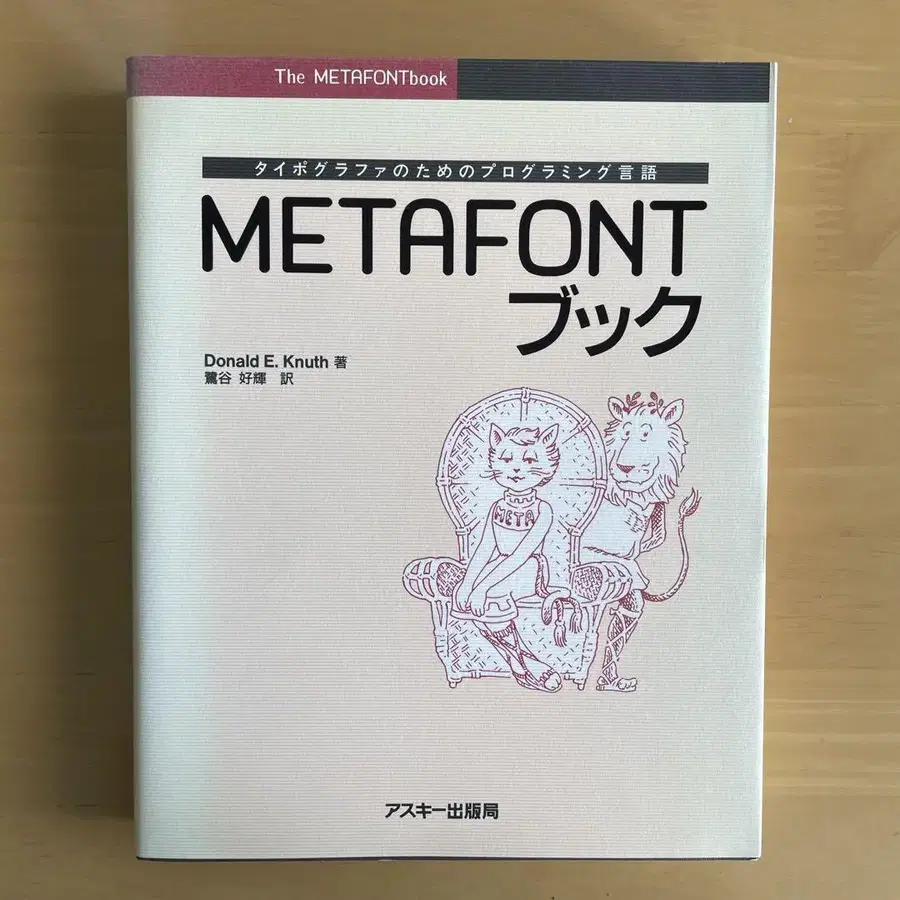 The METAFONTbook
タイポグラファのためのプログラミング言語
METAFONT
ブック
Donald E. Knuth 著
鷺谷 好輝 訳
META
アスキー出版局